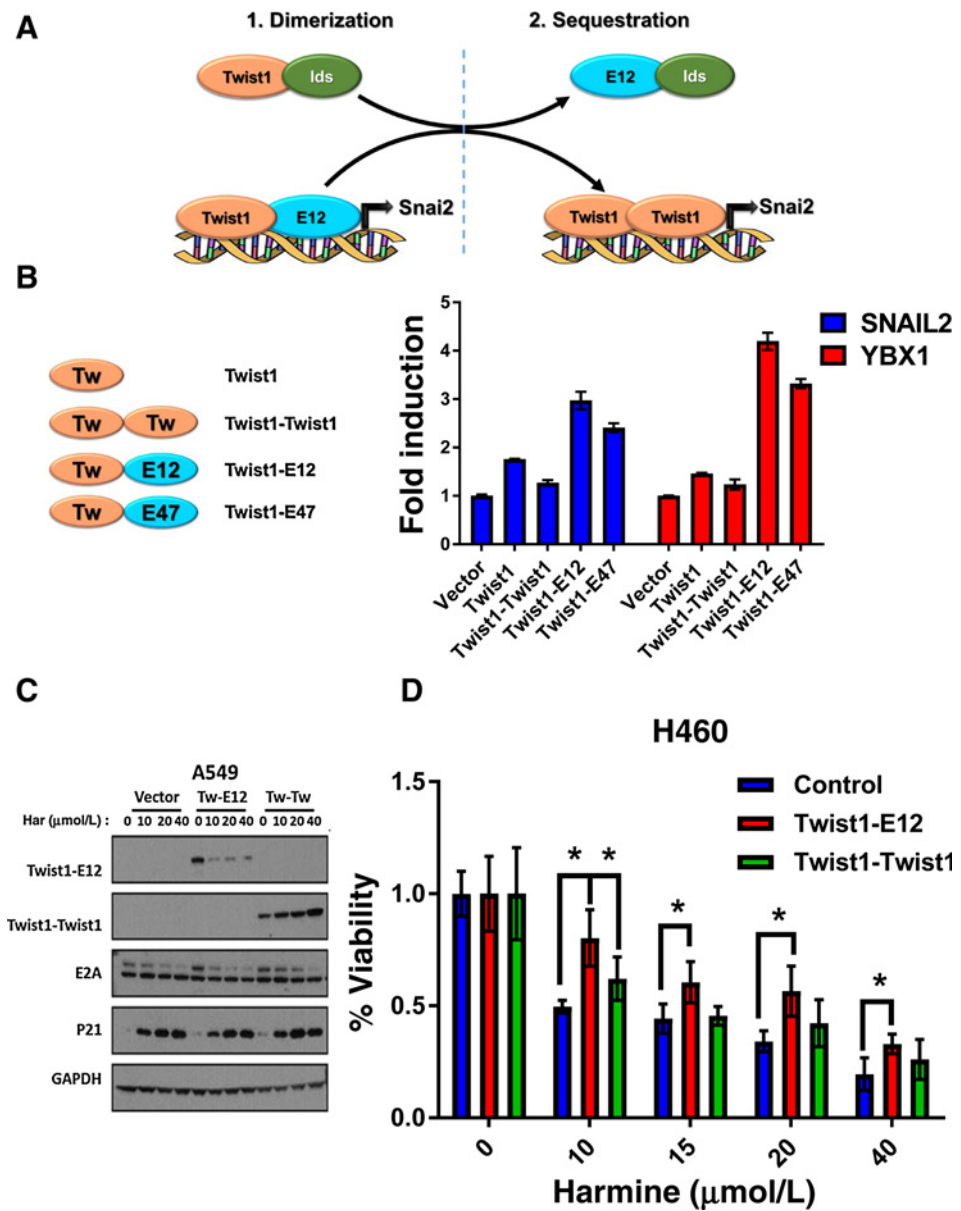 A
1. Dimerization
2. Sequestration
Twist1
Ids
E12
Ids
Twist1
E12
Snai2
Twist1
Twist1
Snai2
B
Tw
Twist1
Tw
Tw
Twist1-Twist1
Tw
E12
Twist1-E12
Tw
E47
Twist1-E47
Fold induction
5
4
3
2
1
0
SNAIL2
YBX1
Vector
Twist1
Twist1-Twist1
Twist1-E12
Twist1-E47
Vector
Twist1
Twist1-Twist1
Twist1-E12
Twist1-E47
C
A549
Vector Tw-E12 Tw-Tw
Har (μmol/L) : 0 10 20 40 0 10 20 40 0 10 20 40
Twist1-E12
Twist1-Twist1
E2A
P21
GAPDH
D
H460
% Viability
1.5
1.0
0.5
0.0
Control
Twist1-E12
Twist1-Twist1
* *
*
*
*
0 10 15 20 40
Harmine (μmol/L)